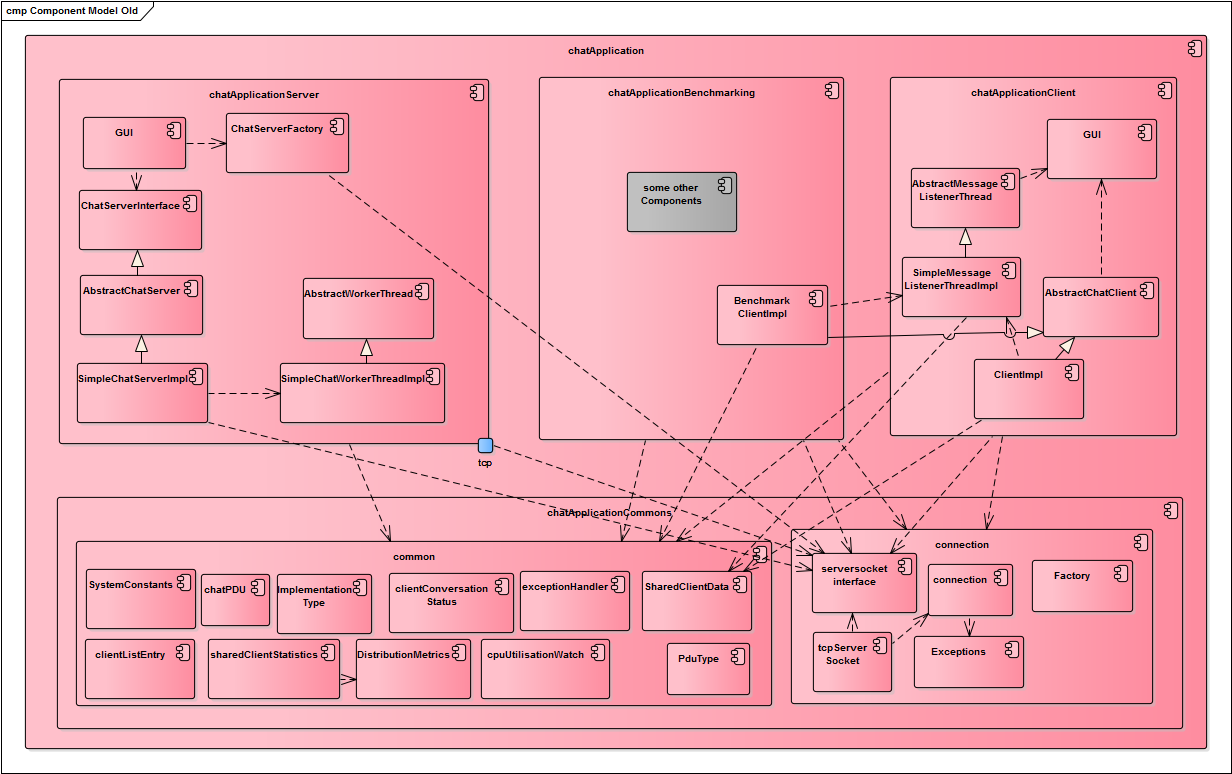 cmp Component Model Old
chatApplication
chatApplicationServer
GUI
ChatServerFactory
ChatServerInterface
AbstractChatServer
AbstractWorkerThread
SimpleChatServerImpl
SimpleChatWorkerThreadImpl
tcp
chatApplicationBenchmarking
some other
Components
Benchmark
ClientImpl
chatApplicationClient
GUI
AbstractMessage
ListenerThread
SimpleMessage
ListenerThreadImpl
AbstractChatClient
ClientImpl
chatApplicationCommons
common
SystemConstants
chatPDU
Implementation
Type
clientConversation
Status
exceptionHandler
SharedClientData
clientListEntry
sharedClientStatistics
DistributionMetrics
cpuUtilisationWatch
PduType
connection
serversocket
interface
connection
Factory
tcpServer
Socket
Exceptions